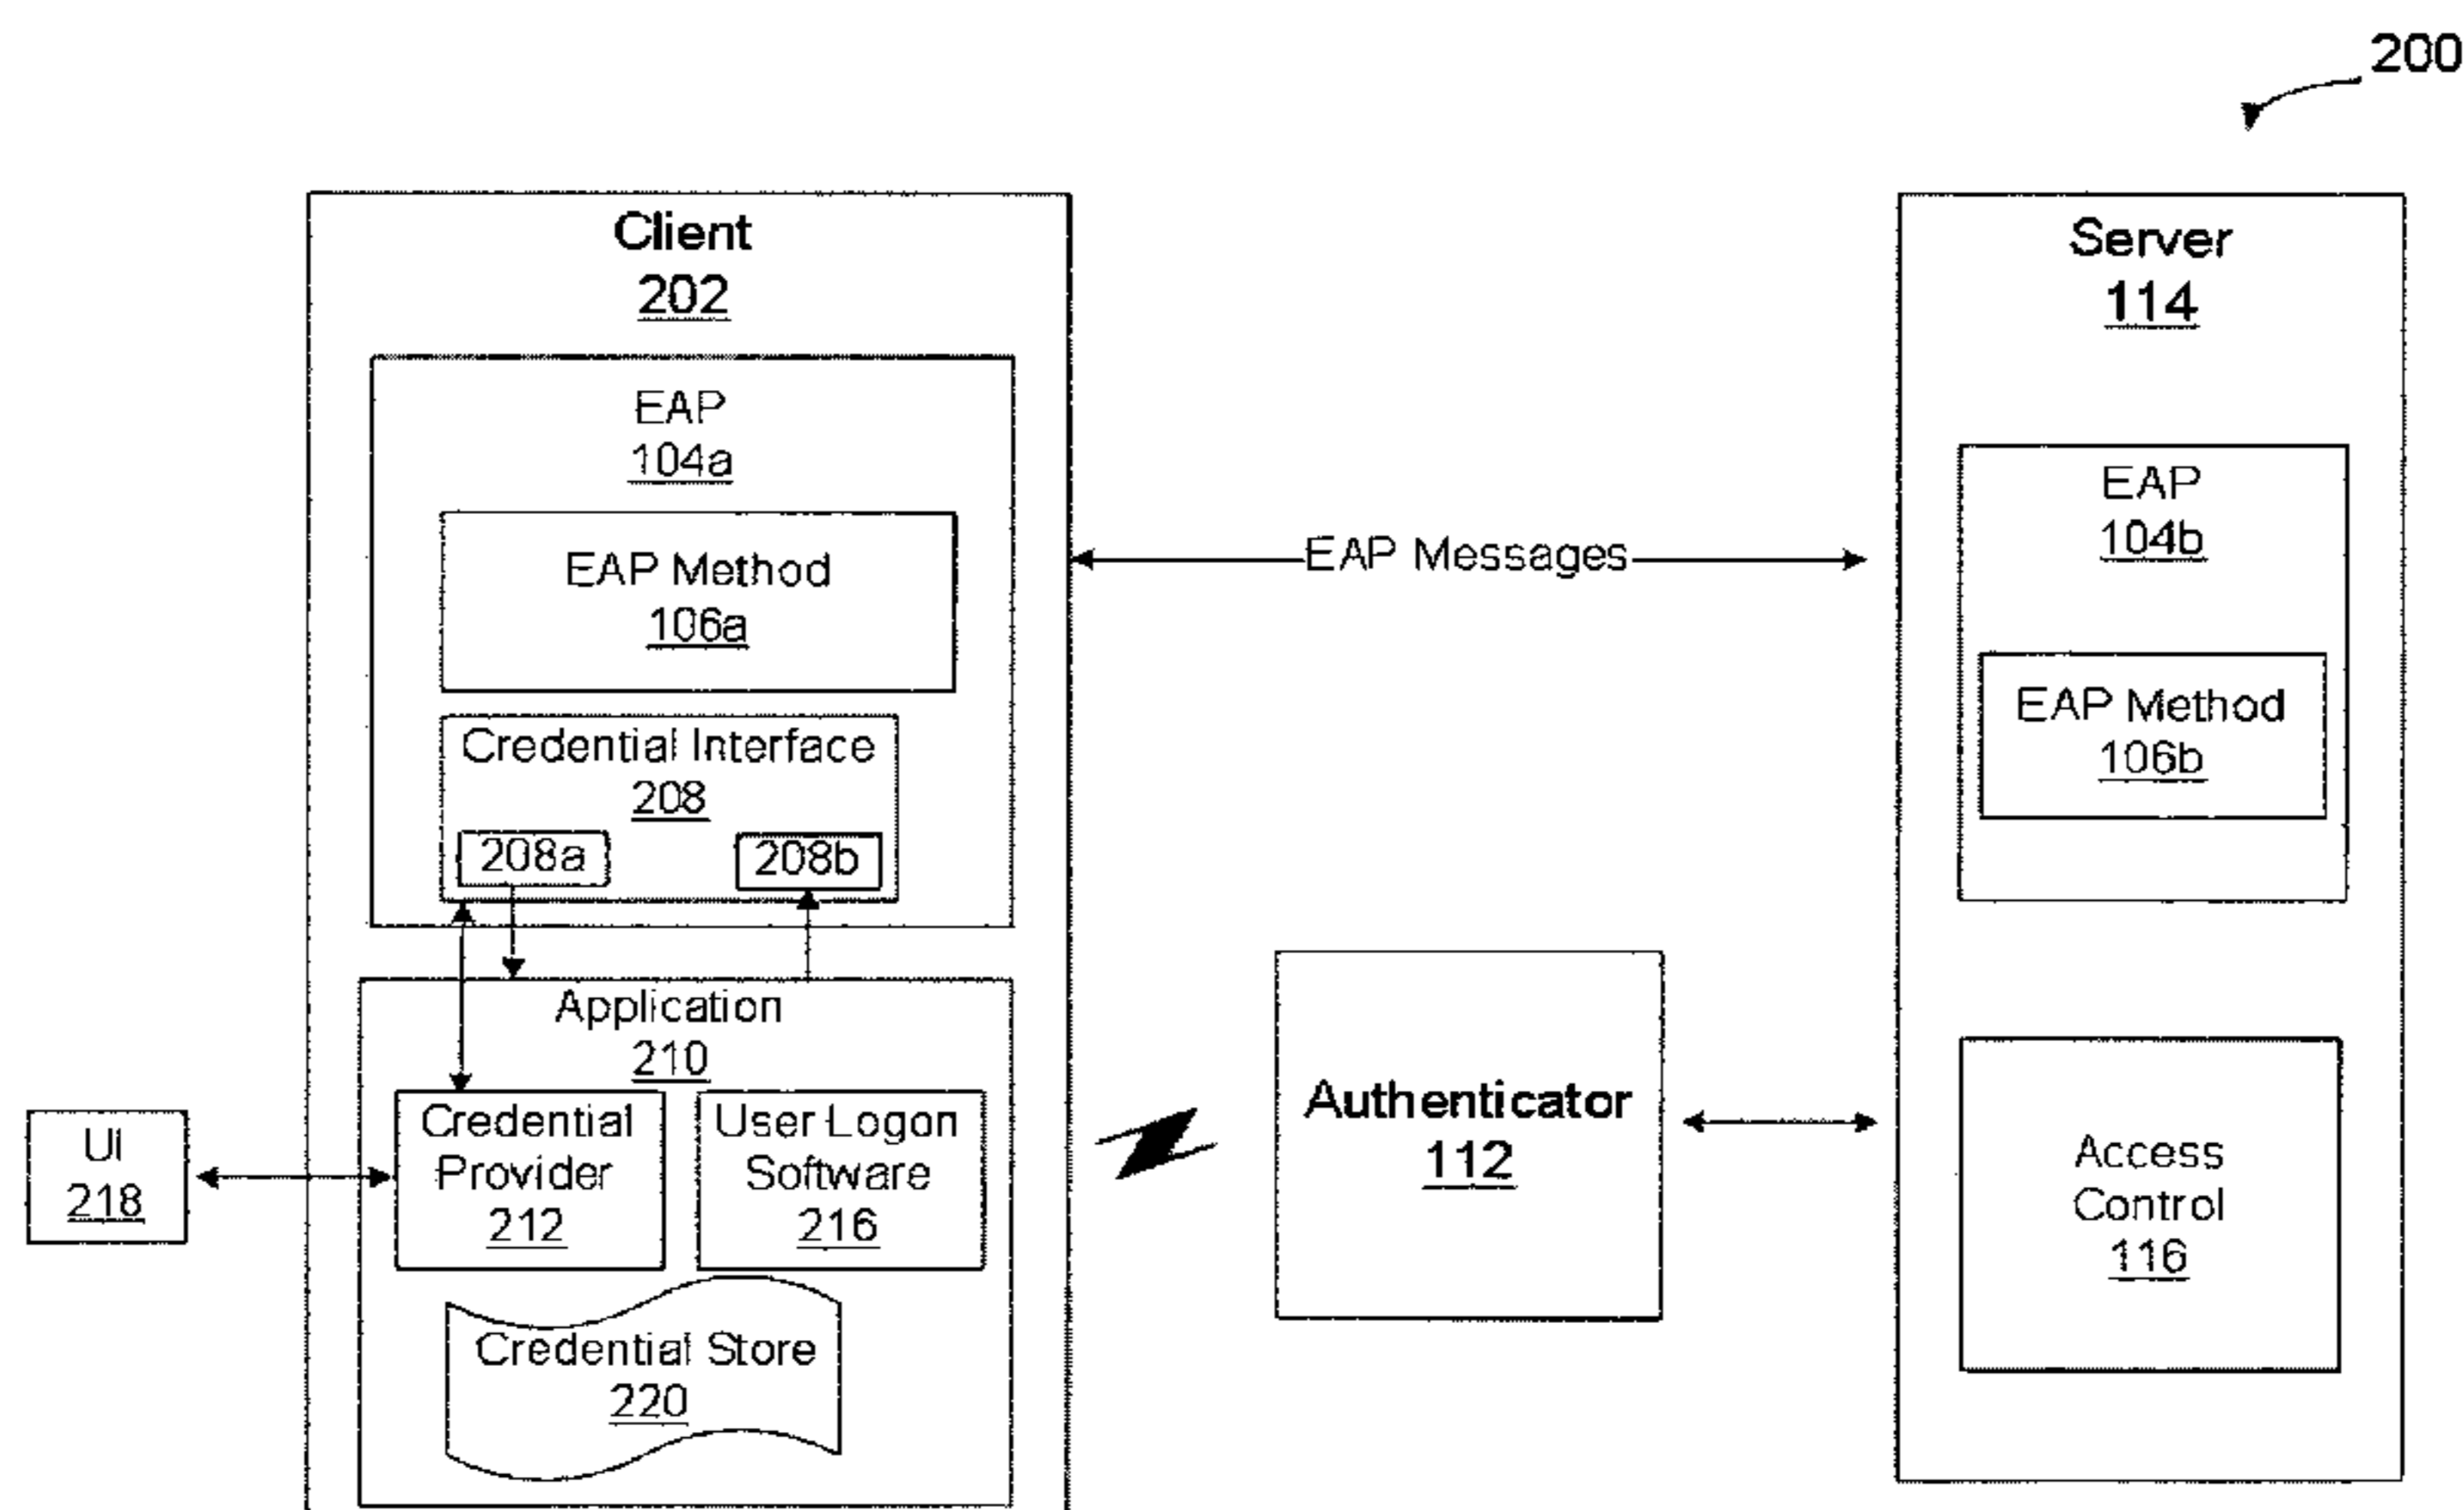 200
Client
202
EAP
104a
EAP Method
106a
Credential Interface
208
208a
208b
Application
210
Credential
Provider
212
User Logon
Software
216
Credential Store
220
UI
218
EAP Messages
Authenticator
112
Server
114
EAP
104b
EAP Method
106b
Access
Control
116